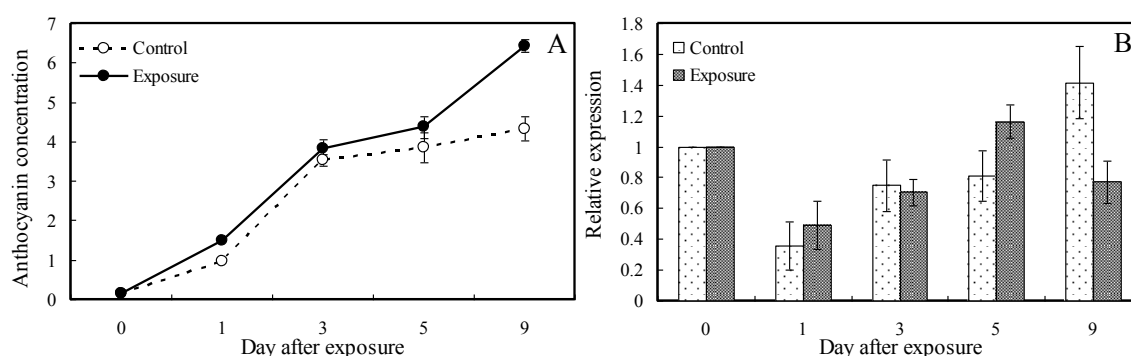 7
6
5
4
3
2
1
0
Anthocyanin concentration
Control
Exposure
A
0 1 3 5 9
Day after exposure
1.8
1.6
1.4
1.2
1
0.8
0.6
0.4
0.2
0
Relative expression
Control
Exposure
B
0 1 3 5 9
Day after exposure